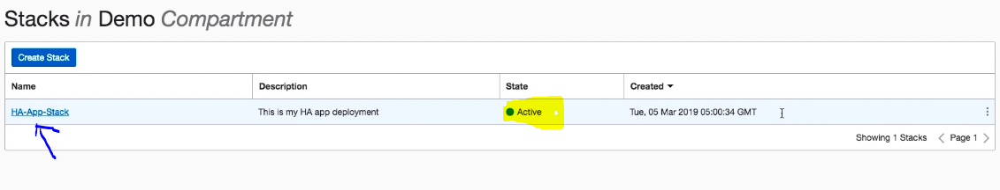 Stacks in Demo Compartment
Create Stack
Name Description State Created
HA-App-Stack This is my HA app deployment Active Tue, 05 Mar 2019 05:00:34 GMT
Showing 1 Stacks < Page 1 >